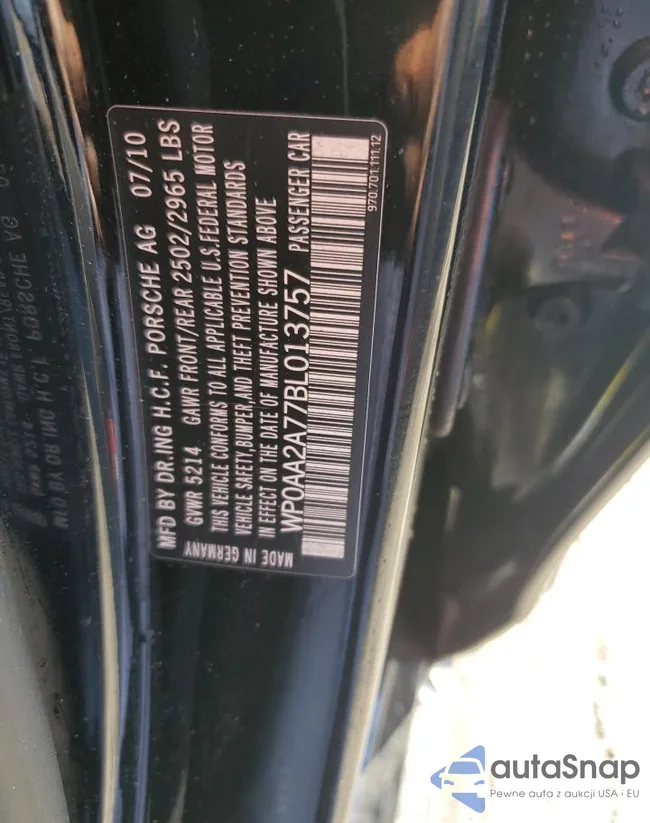 MFD BY DR.ING H.C.F. PORSCHE AG 07/10
GVWR 5214 GAWR FRONT/REAR 2502/2965 LBS
THIS VEHICLE CONFORMS TO ALL APPLICABLE U.S.FEDERAL MOTOR
VEHICLE SAFETY,BUMPER,AND THEFT PREVENTION STANDARDS
IN EFFECT ON THE DATE OF MANUFACTURE SHOWN ABOVE
WP0AA2A77BL013757 PASSENGER CAR
MADE IN GERMANY
970.701.111.12
autaSnap
Pewne auta z aukcji USA i EU